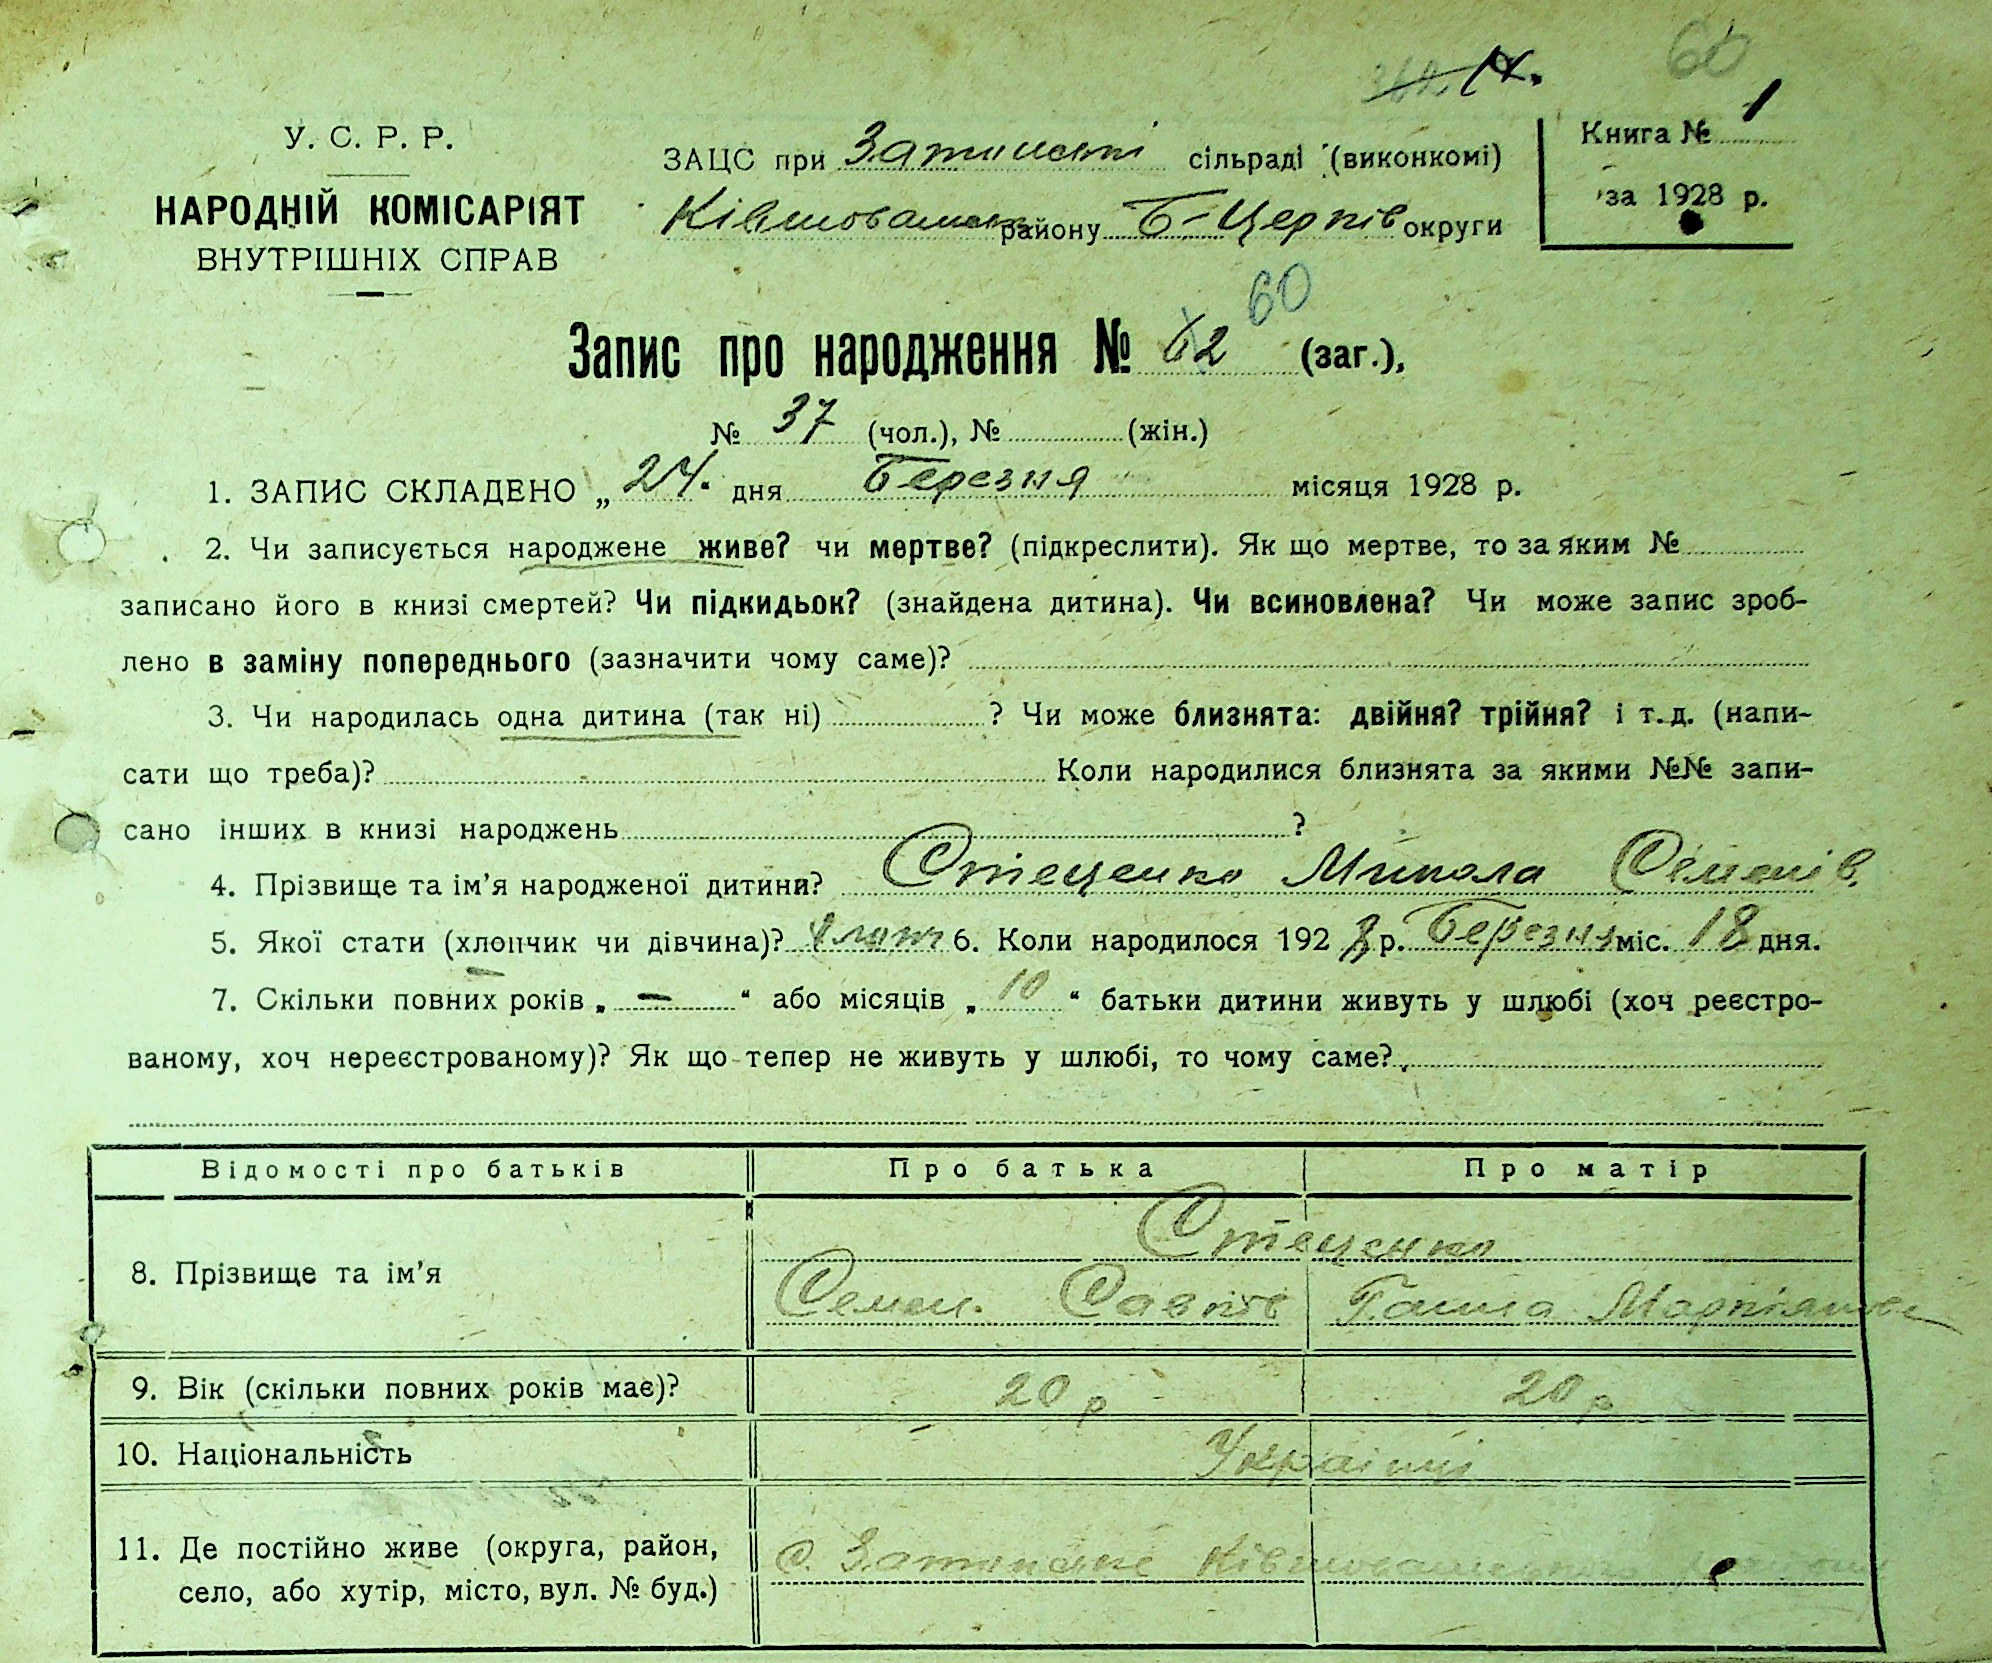 60
У. С. Р. Р.
НАРОДНІЙ КОМІСАРІЯТ
ВНУТРІШНІХ СПРАВ
ЗАЦС при сільраді (виконкомі)
району Б-Церків округи
Книга № 1
за 1928 р.
60
Запис про народження № 62 (заг.),
№ 37 (чол.), № (жін.)
1. ЗАПИС СКЛАДЕНО „ 24. дня Березня місяця 1928 р.
2. Чи записується народжене живе? чи мертве? (підкреслити). Як що мертве, то за яким №
записано його в книзі смертей? Чи підкидьок? (знайдена дитина). Чи всиновлена? Чи може запис зроб-
лено в заміну попереднього (зазначити чому саме)?
3. Чи народилась одна дитина (так ні) ? Чи може близнята: двійня? трійня? і т. д. (напи-
сати що треба)? Коли народилися близнята за якими №№ запи-
сано інших в книзі народжень ?
4. Прізвище та ім’я народженої дитини? Стеценко Микола Семенів.
5. Якої стати (хлопчик чи дівчина)? 6. Коли народилося 192 8 р. Березня міс. 18 дня.
7. Скільки повних років „ — “ або місяців „ 10 “ батьки дитини живуть у шлюбі (хоч реєстро-
ваному, хоч нереєстрованому)? Як що тепер не живуть у шлюбі, то чому саме?
Відомості про батьків Про батька Про матір
8. Прізвище та ім’я Стеценко
Семен Савків Ганна
9. Вік (скільки повних років має)? 20 р 20 р
10. Національність Українці
11. Де постійно живе (округа, район,
село, або хутір, місто, вул. № буд.)